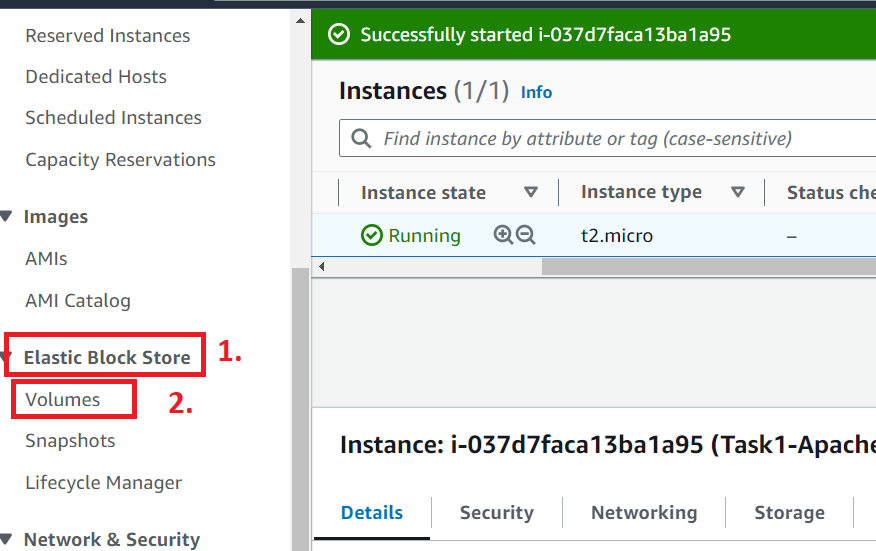 Reserved Instances
Dedicated Hosts
Scheduled Instances
Capacity Reservations
Images
AMIs
AMI Catalog
Elastic Block Store 1.
Volumes 2.
Snapshots
Lifecycle Manager
Network & Security
Successfully started i-037d7faca13ba1a95
Instances (1/1) Info
Find instance by attribute or tag (case-sensitive)
Instance state Instance type Status che
Running t2.micro –
Instance: i-037d7faca13ba1a95 (Task1-Apache
Details Security Networking Storage